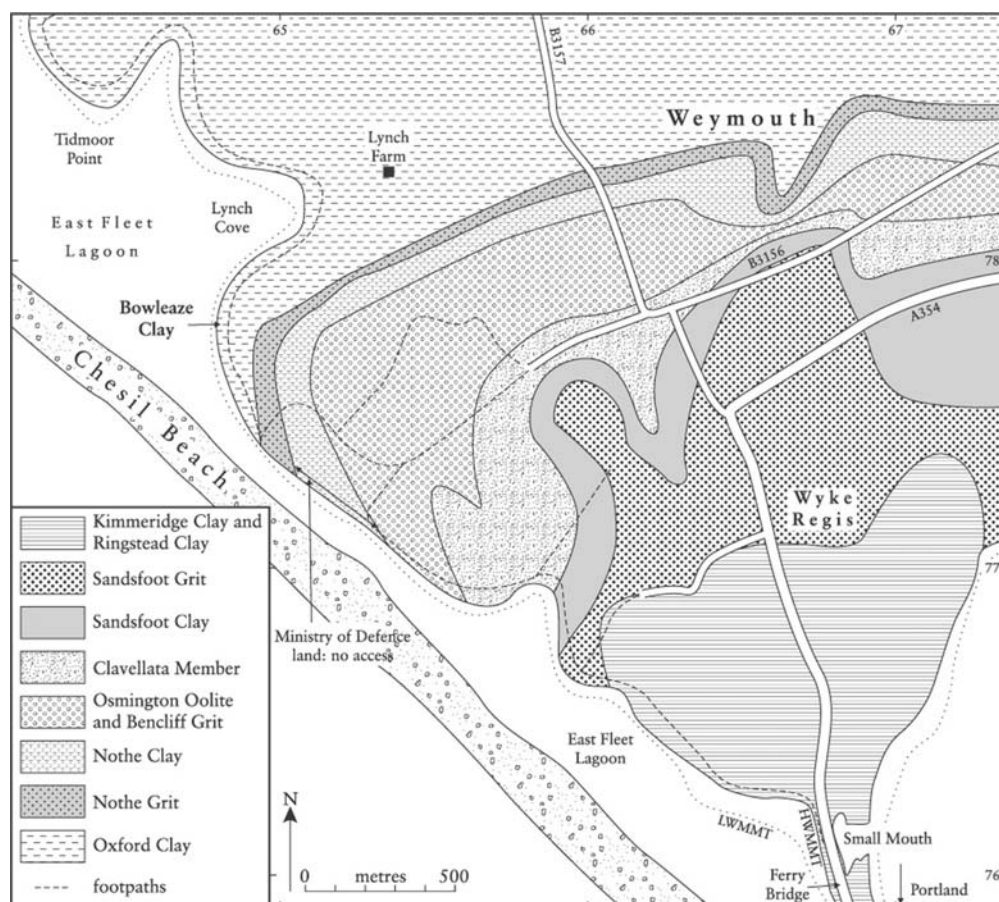 65
66
67
B3157
Weymouth
Tidmoor
Point
Lynch
Farm
East Fleet
Lagoon
Lynch
Cove
B3156
78
A354
Bowleaze
Clay
Chesil Beach
Wyke
Regis
77
Kimmeridge Clay and
Ringstead Clay
Sandsfoot Grit
Sandsfoot Clay
Clavellata Member
Osmington Oolite
and Bencliff Grit
Nothe Clay
Nothe Grit
Oxford Clay
footpaths
Ministry of Defence
land: no access
East Fleet
Lagoon
N
0 metres 500
LWMMT
HWMMT
Small Mouth
Ferry
Bridge
Portland
76